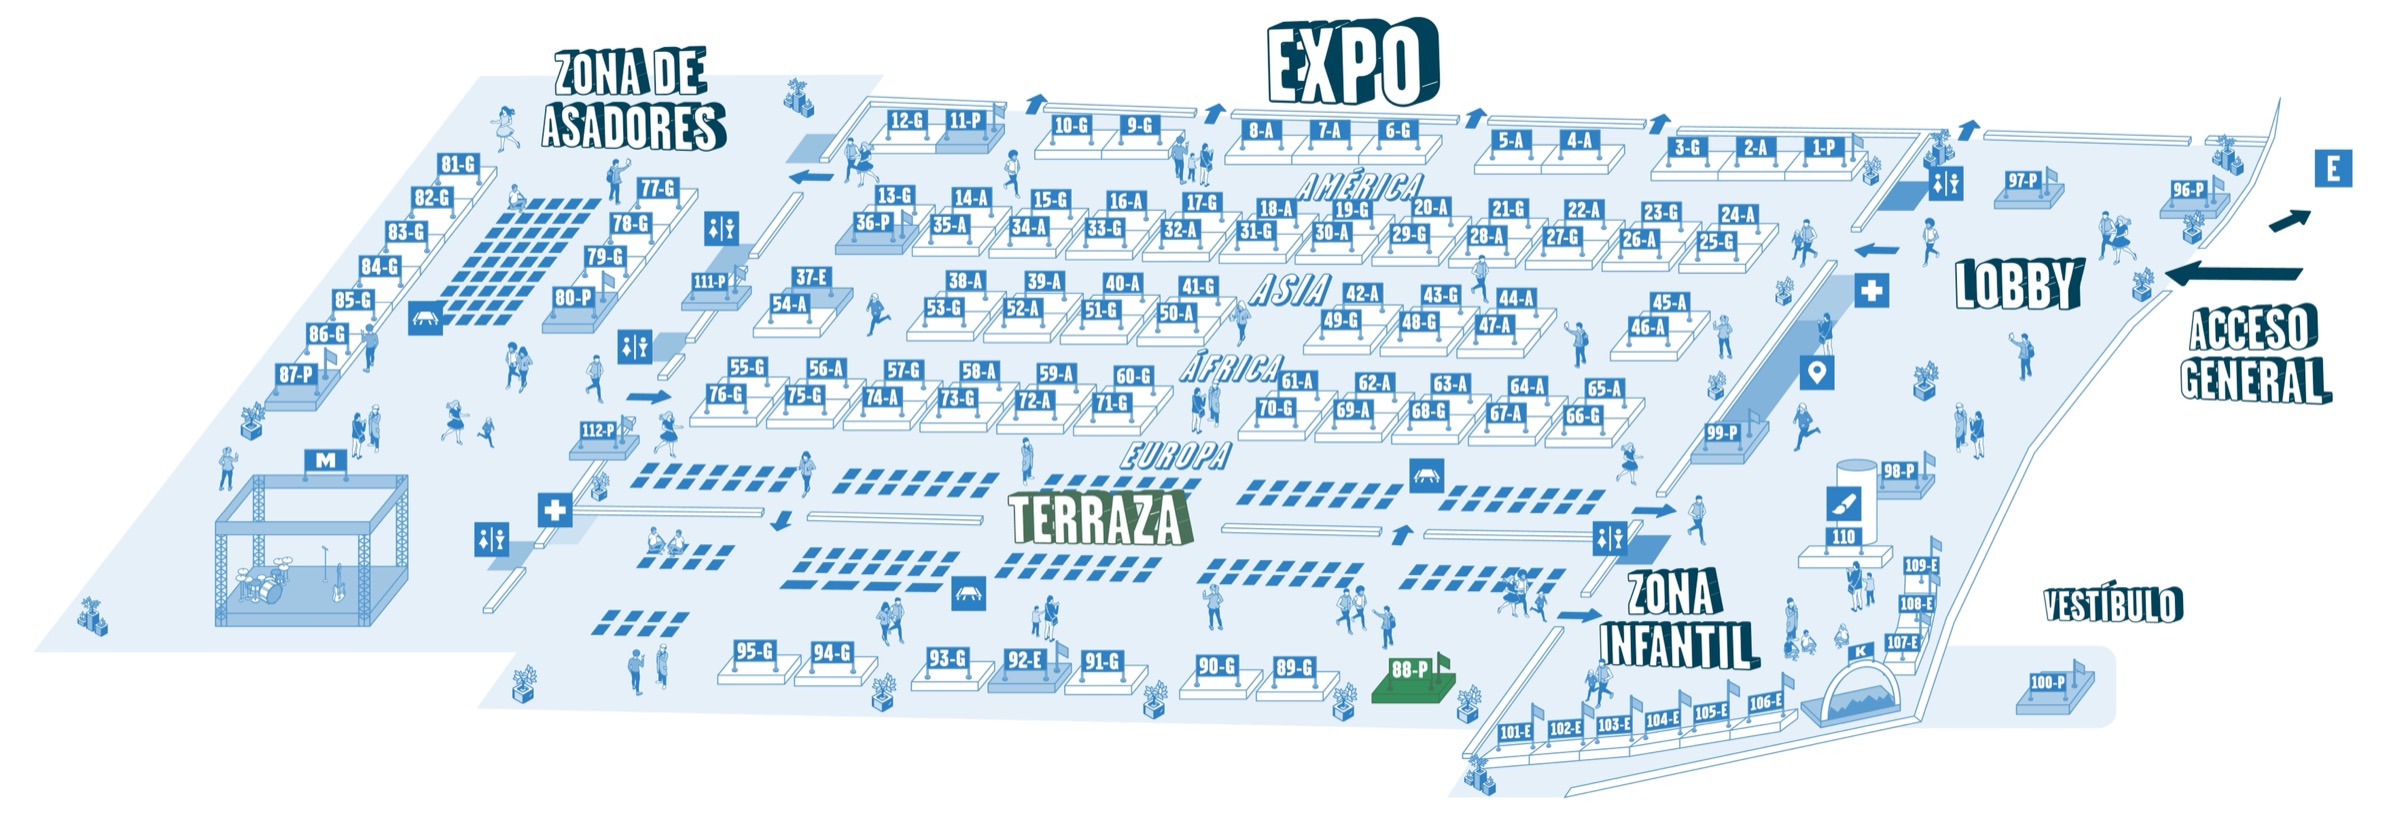 EXPO
ZONA DE
ASADORES
12-G 11-P 10-G 9-G 8-A 7-A 6-G 5-A 4-A 3-G 2-A 1-P
81-G
82-G
83-G
84-G
85-G
86-G
87-P
77-G
78-G
79-G
80-P
AMÉRICA
13-G 14-A 15-G 16-A 17-G 18-A 19-G 20-A 21-G 22-A 23-G 24-A
36-P 35-A 34-A 33-G 32-A 31-G 30-A 29-G 28-A 27-G 26-A 25-G
97-P 96-P
E
LOBBY
ACCESO
GENERAL
111-P
ASIA
37-E 38-A 39-A 40-A 41-G 42-A 43-G 44-A 45-A
54-A 53-G 52-A 51-G 50-A 49-G 48-G 47-A 46-A
ÁFRICA
55-G 56-A 57-G 58-A 59-A 60-G 61-A 62-A 63-A 64-A 65-A
76-G 75-G 74-A 73-G 72-A 71-G 70-G 69-A 68-G 67-A 66-G
112-P
99-P
98-P
EUROPA
M
TERRAZA
110
109-E
108-E
107-E
ZONA
INFANTIL
VESTÍBULO
95-G 94-G 93-G 92-E 91-G 90-G 89-G 88-P
K
100-P
101-E 102-E 103-E 104-E 105-E 106-E